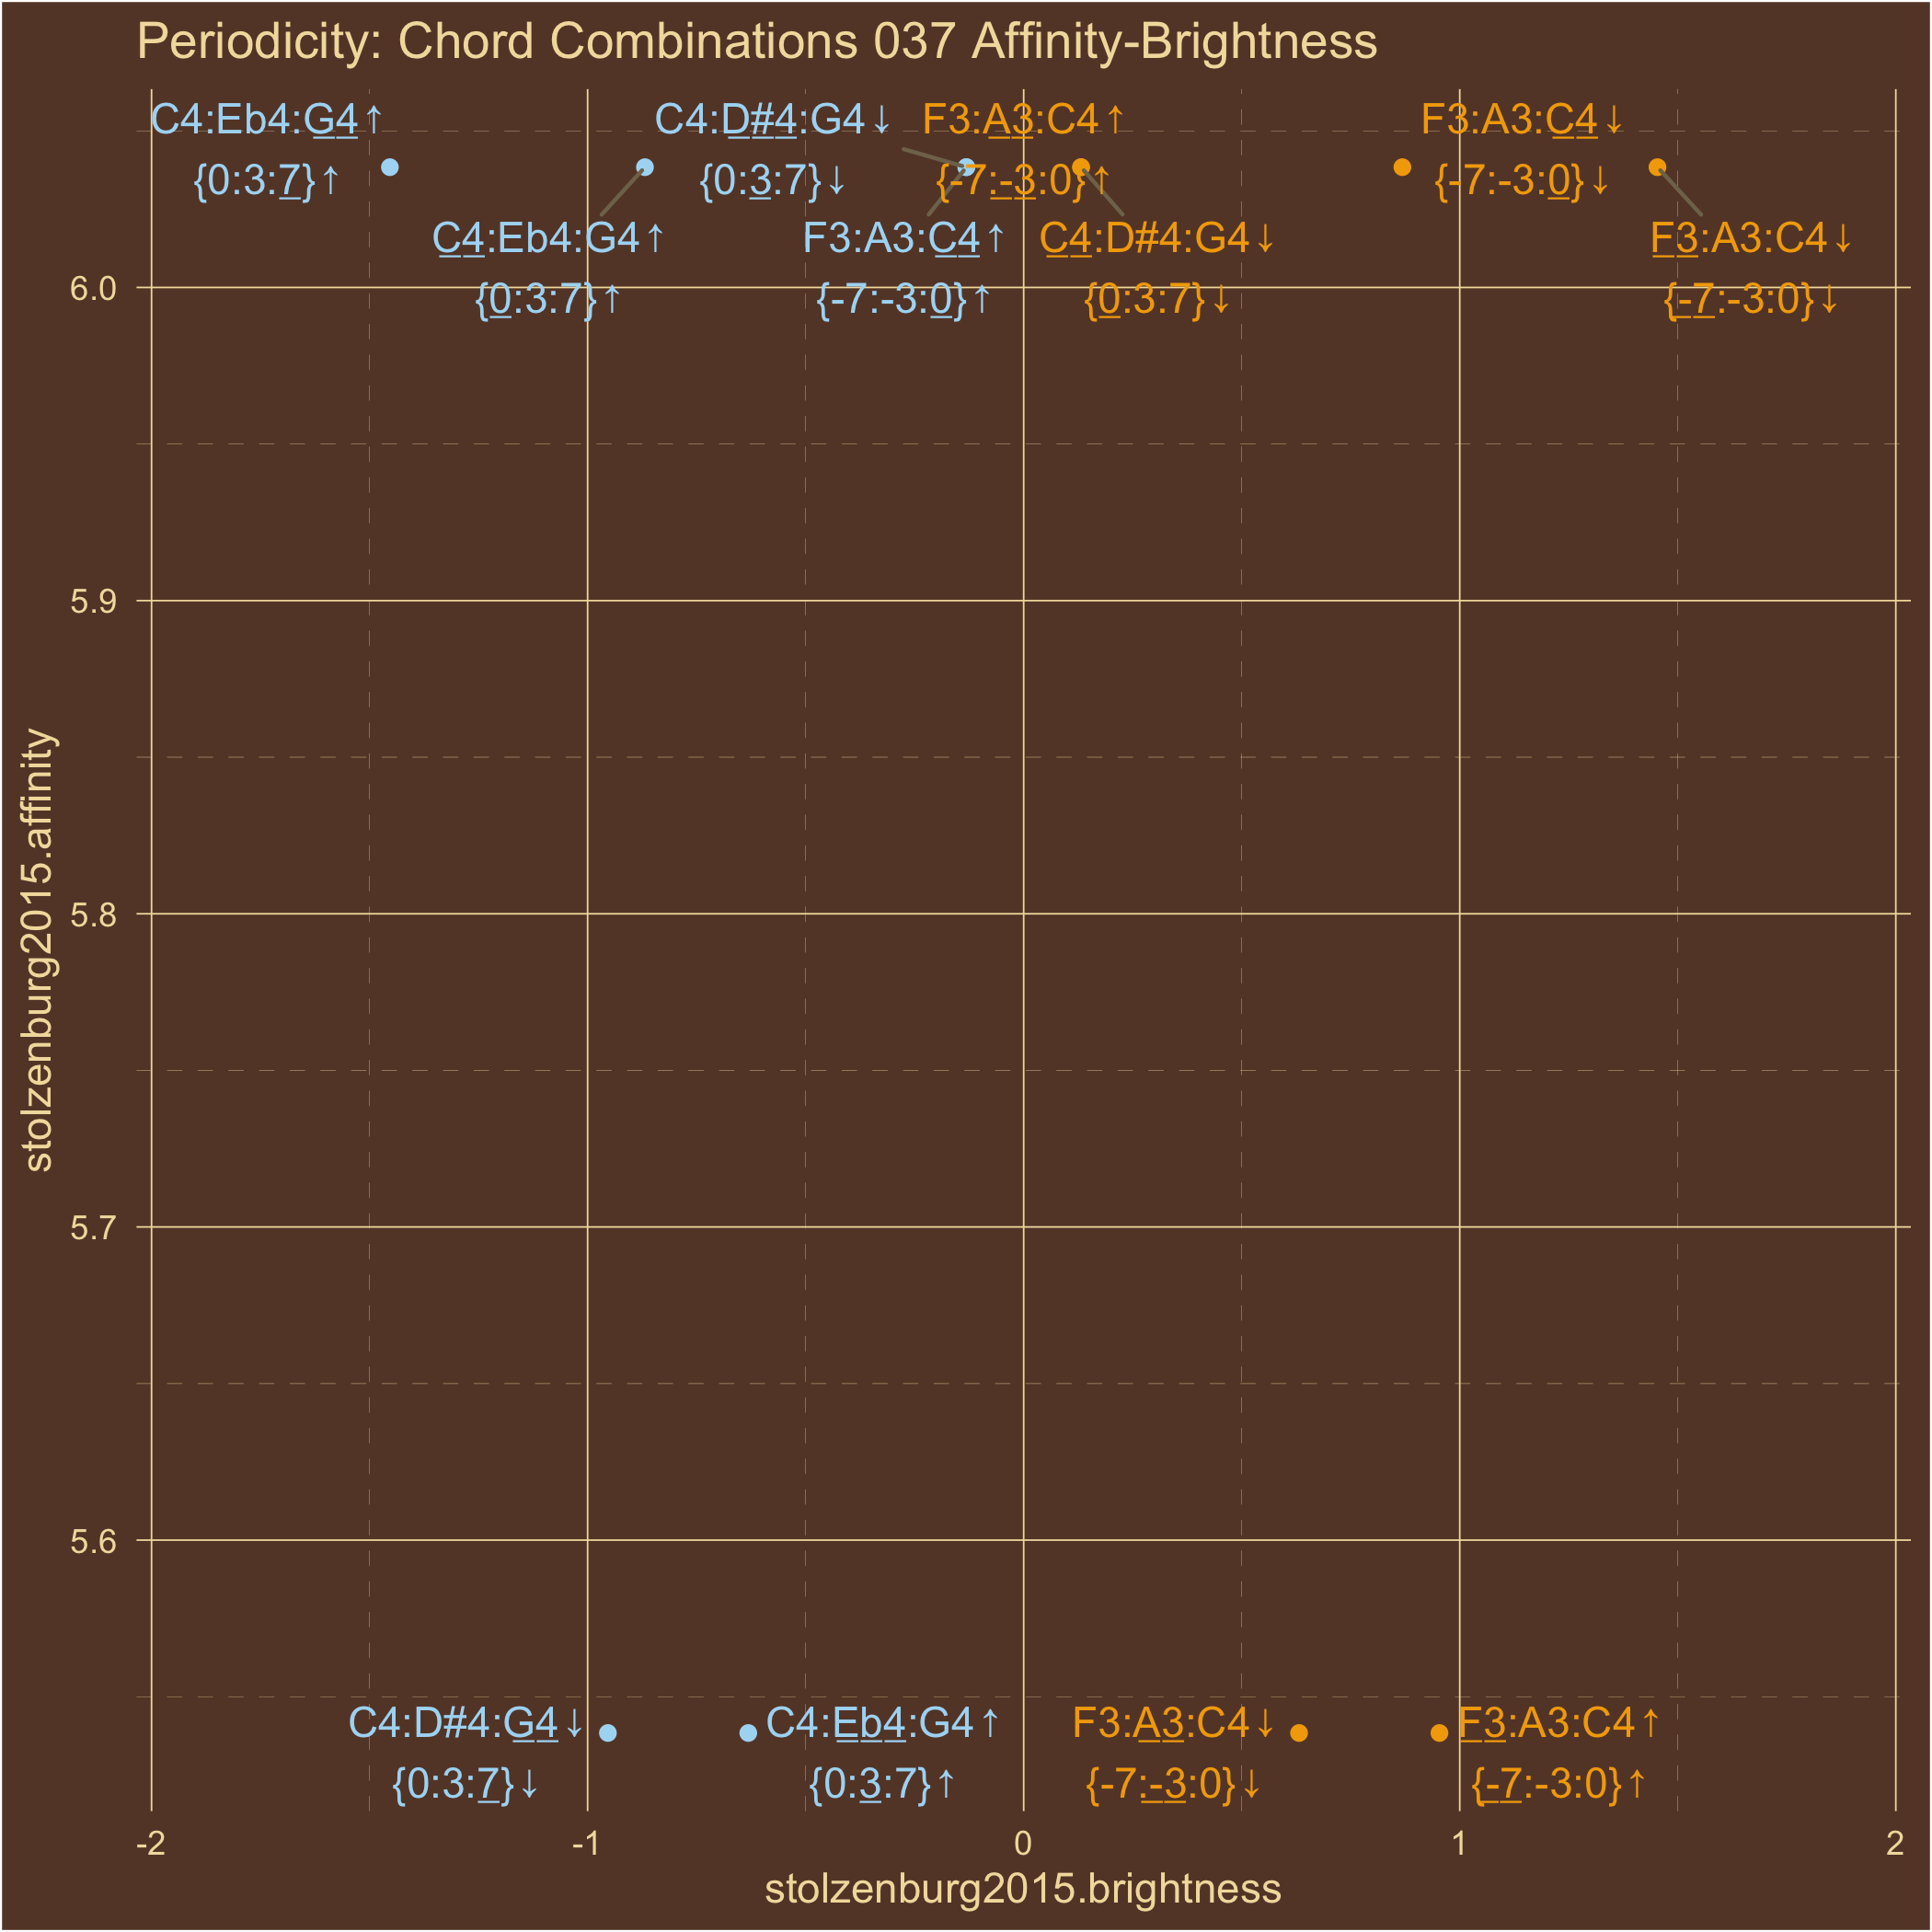 Periodicity: Chord Combinations 037 Affinity-Brightness
C4:Eb4:G4↑
{0:3:7}↑
C4:D#4:G4↓
{0:3:7}↓
F3:A3:C4↑
{-7:-3:0}↑
F3:A3:C4↓
{-7:-3:0}↓
C4:Eb4:G4↑
{0:3:7}↑
F3:A3:C4↑
{-7:-3:0}↑
C4:D#4:G4↓
{0:3:7}↓
F3:A3:C4↓
{-7:-3:0}↓
6.0
5.9
5.8
5.7
5.6
stolzenburg2015.affinity
C4:D#4:G4↓
{0:3:7}↓
C4:Eb4:G4↑
{0:3:7}↑
F3:A3:C4↓
{-7:-3:0}↓
F3:A3:C4↑
{-7:-3:0}↑
-2 -1 0 1 2
stolzenburg2015.brightness